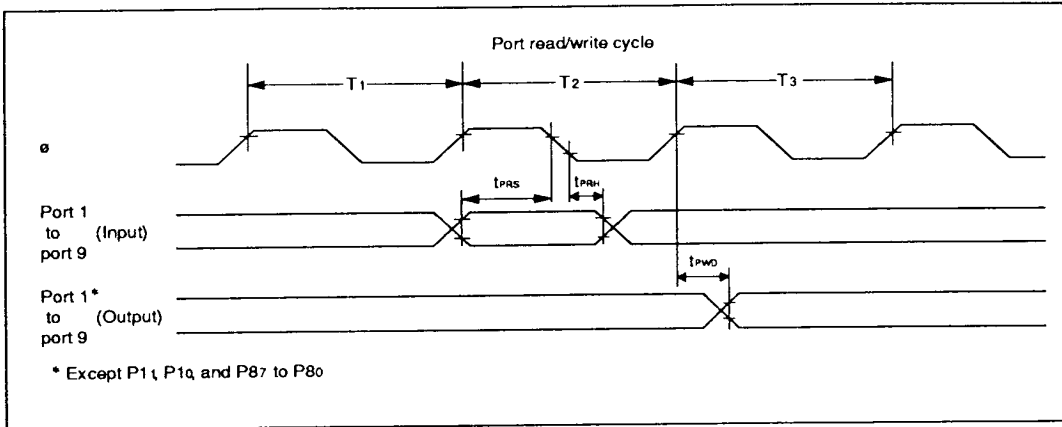 Port read/write cycle
T1 T2 T3
ø
tPRS tPRH
Port 1
to (Input)
port 9
tPWD
Port 1*
to (Output)
port 9
* Except P11, P10, and P87 to P80